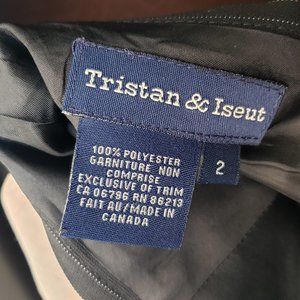 Tristan & Iseut
100% POLYESTER
GARNITURE NON
COMPRISE
EXCLUSIVE OF TRIM
CA 06796 RN 86213
FAIT AU/MADE IN
CANADA
2